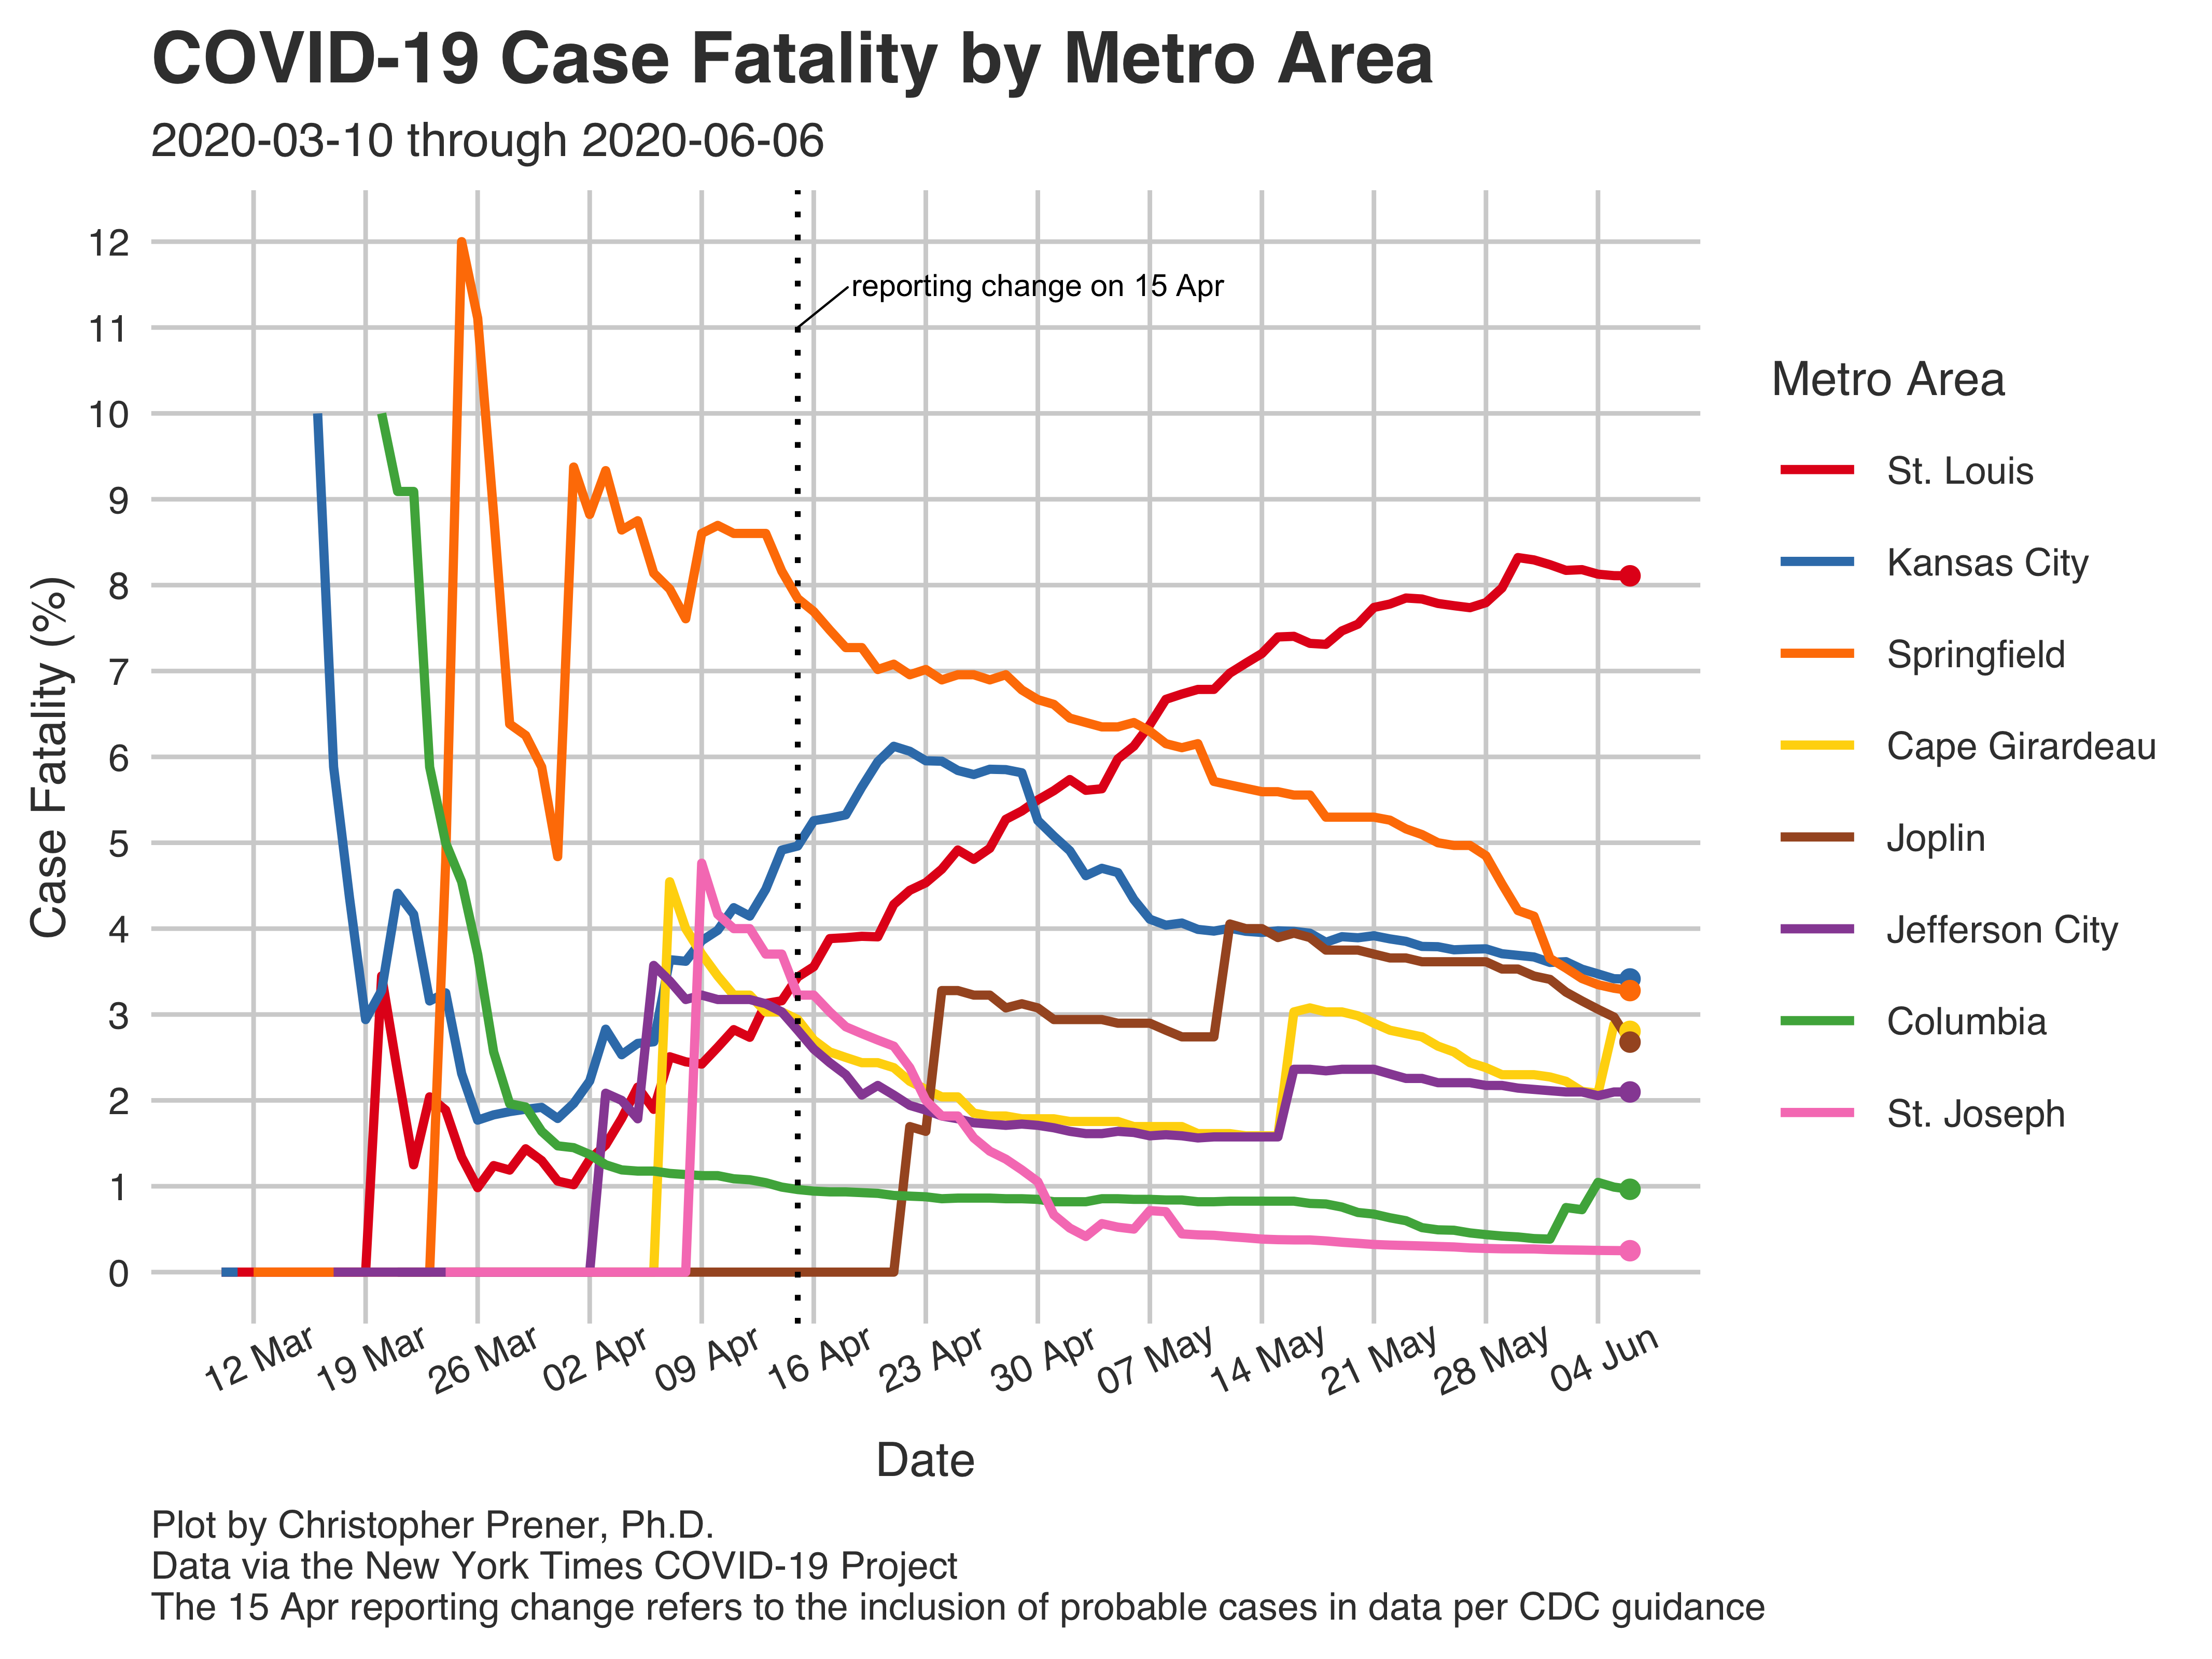 COVID-19 Case Fatality by Metro Area
2020-03-10 through 2020-06-06
12
11
10
9
8
7
6
5
4
3
2
1
0
Case Fatality (%)
reporting change on 15 Apr
12 Mar
19 Mar
26 Mar
02 Apr
09 Apr
16 Apr
23 Apr
30 Apr
07 May
14 May
21 May
28 May
04 Jun
Date
Metro Area
St. Louis
Kansas City
Springfield
Cape Girardeau
Joplin
Jefferson City
Columbia
St. Joseph
Plot by Christopher Prener, Ph.D.
Data via the New York Times COVID-19 Project
The 15 Apr reporting change refers to the inclusion of probable cases in data per CDC guidance